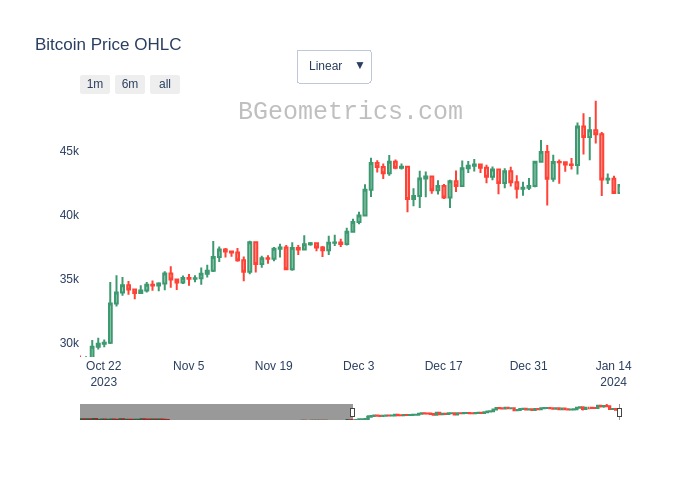 Bitcoin Price OHLC
Linear ▼
1m 6m all
BGeometrics.com
45k
40k
35k
30k
Oct 22 Nov 5 Nov 19 Dec 3 Dec 17 Dec 31 Jan 14
2023 2024